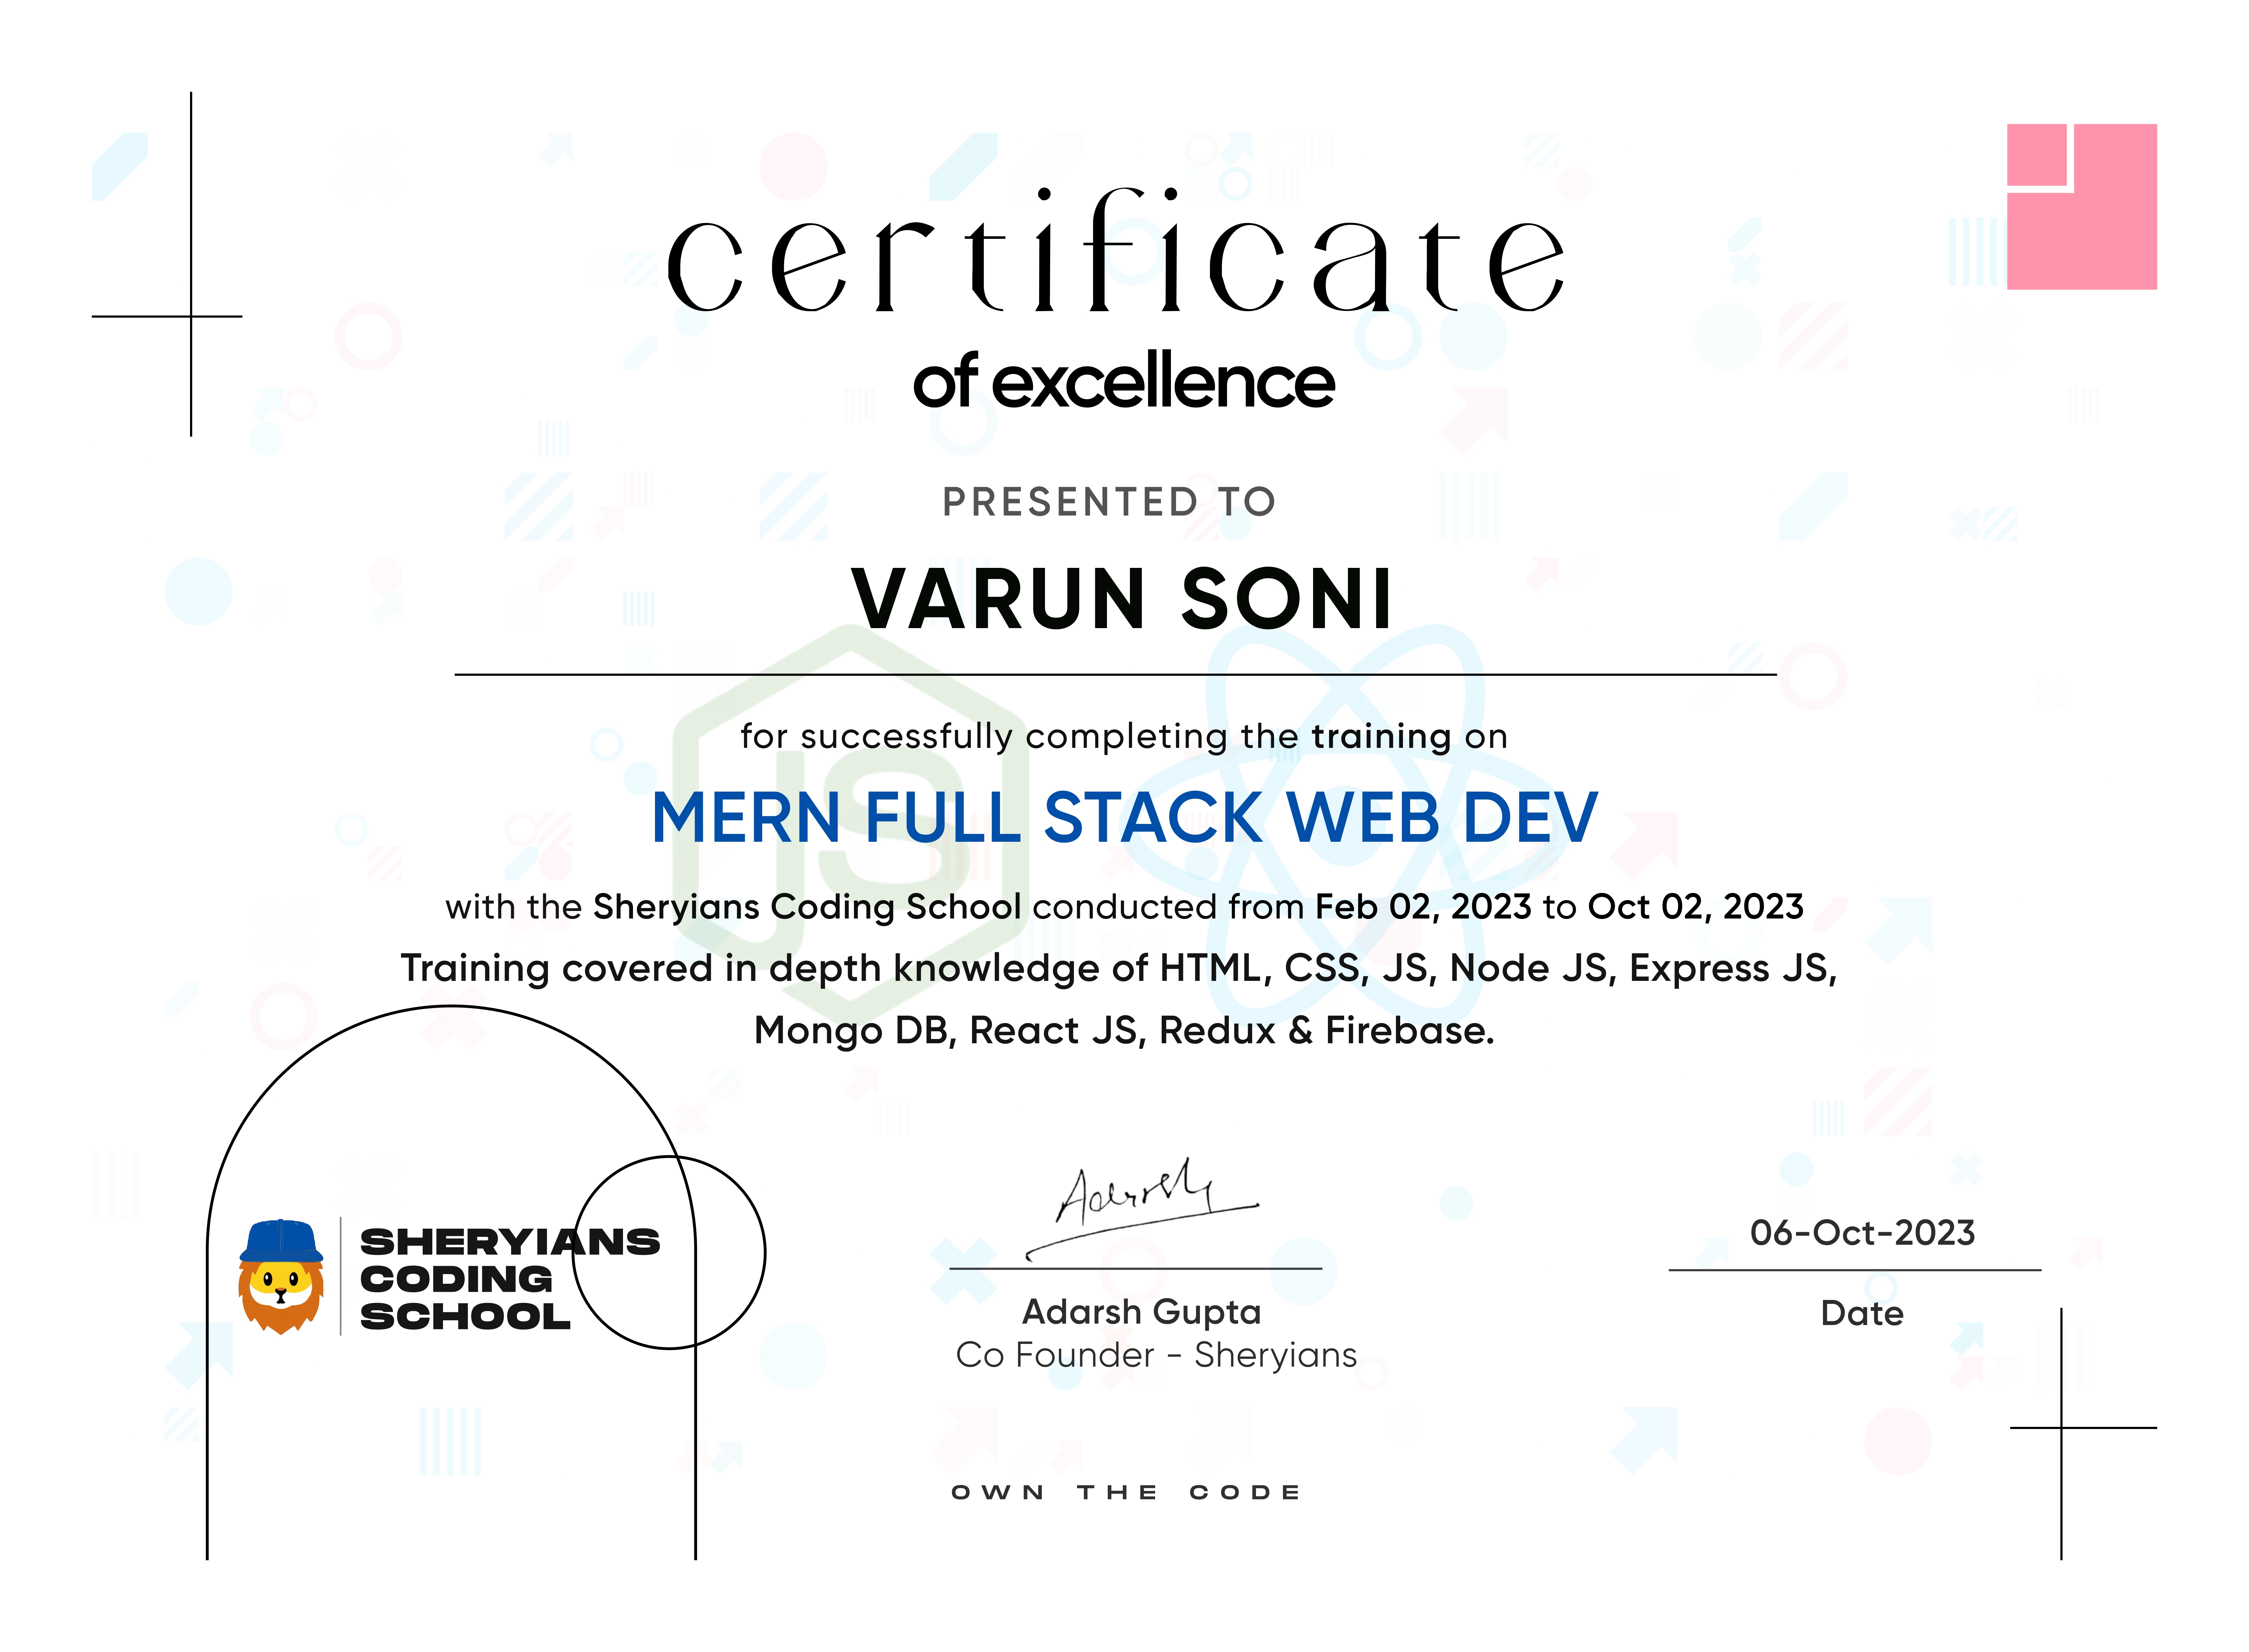 certificate
of excellence
PRESENTED TO
VARUN SONI
for successfully completing the training on
MERN FULL STACK WEB DEV
with the Sheryians Coding School conducted from Feb 02, 2023 to Oct 02, 2023
Training covered in depth knowledge of HTML, CSS, JS, Node JS, Express JS,
Mongo DB, React JS, Redux & Firebase.
SHERYIANS
CODING
SCHOOL
Adarsh
Adarsh Gupta
Co Founder - Sheryians
06-Oct-2023
Date
OWN THE CODE
JS